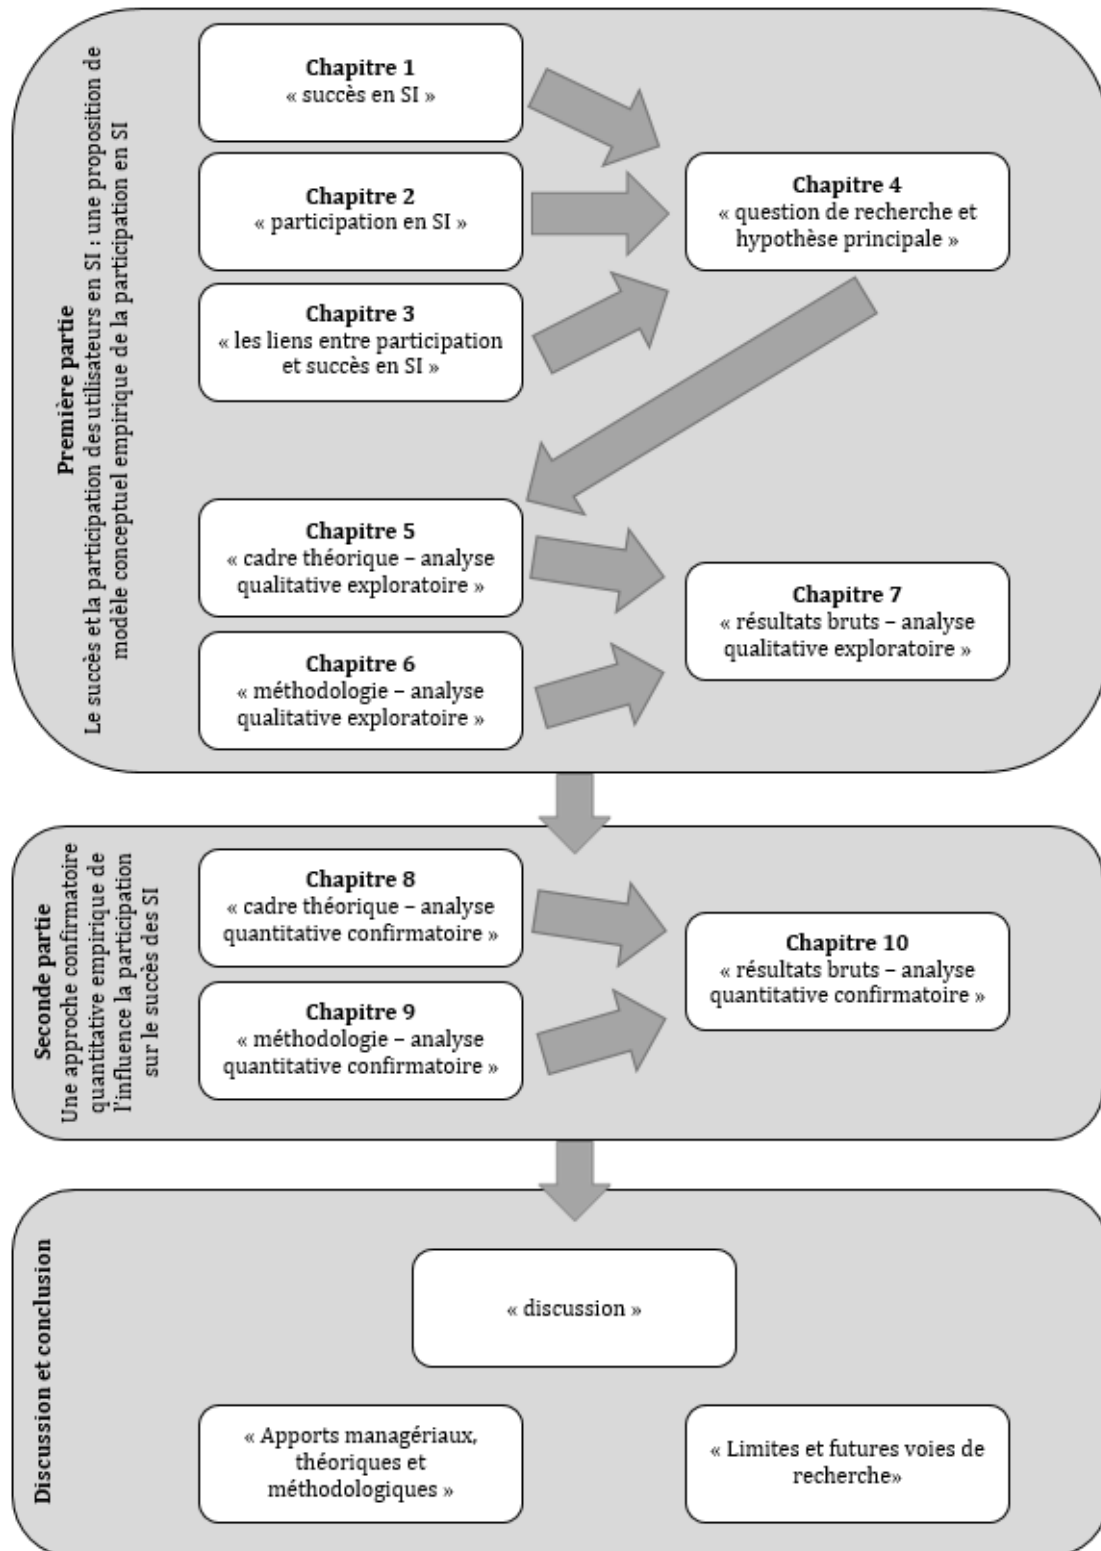 Première partie
Le succès et la participation des utilisateurs en SI : une proposition de
modèle conceptuel empirique de la participation en SI
Chapitre 1
« succès en SI »
Chapitre 2
« participation en SI »
Chapitre 3
« les liens entre participation
et succès en SI »
Chapitre 4
« question de recherche et
hypothèse principale »
Chapitre 5
« cadre théorique – analyse
qualitative exploratoire »
Chapitre 6
« méthodologie – analyse
qualitative exploratoire »
Chapitre 7
« résultats bruts – analyse
qualitative exploratoire »
Seconde partie
Une approche confirmatoire
quantitative empirique de
l'influence la participation
sur le succès des SI
Chapitre 8
« cadre théorique – analyse
quantitative confirmatoire »
Chapitre 9
« méthodologie – analyse
quantitative confirmatoire »
Chapitre 10
« résultats bruts – analyse
quantitative confirmatoire »
Discussion et conclusion
« discussion »
« Apports managériaux,
théoriques et
méthodologiques »
« Limites et futures voies de
recherche»